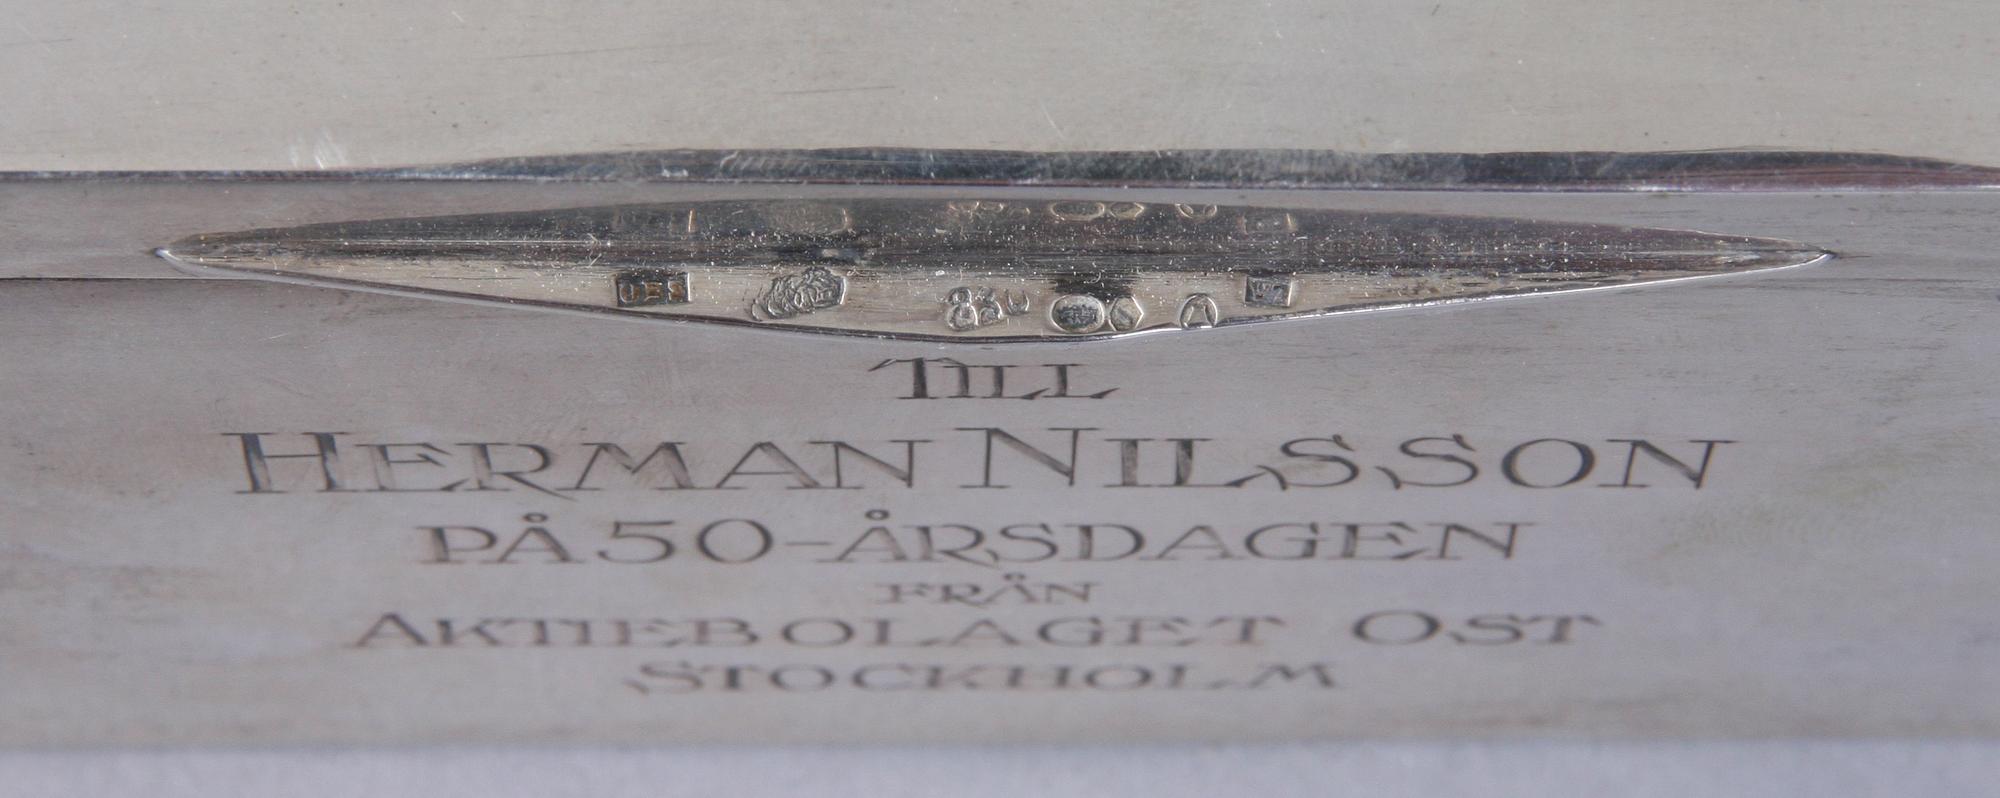 TILL
HERMAN NILSSON
PÅ 50-ÅRSDAGEN
FRÅN
AKTIEBOLAGET OST
STOCKHOLM